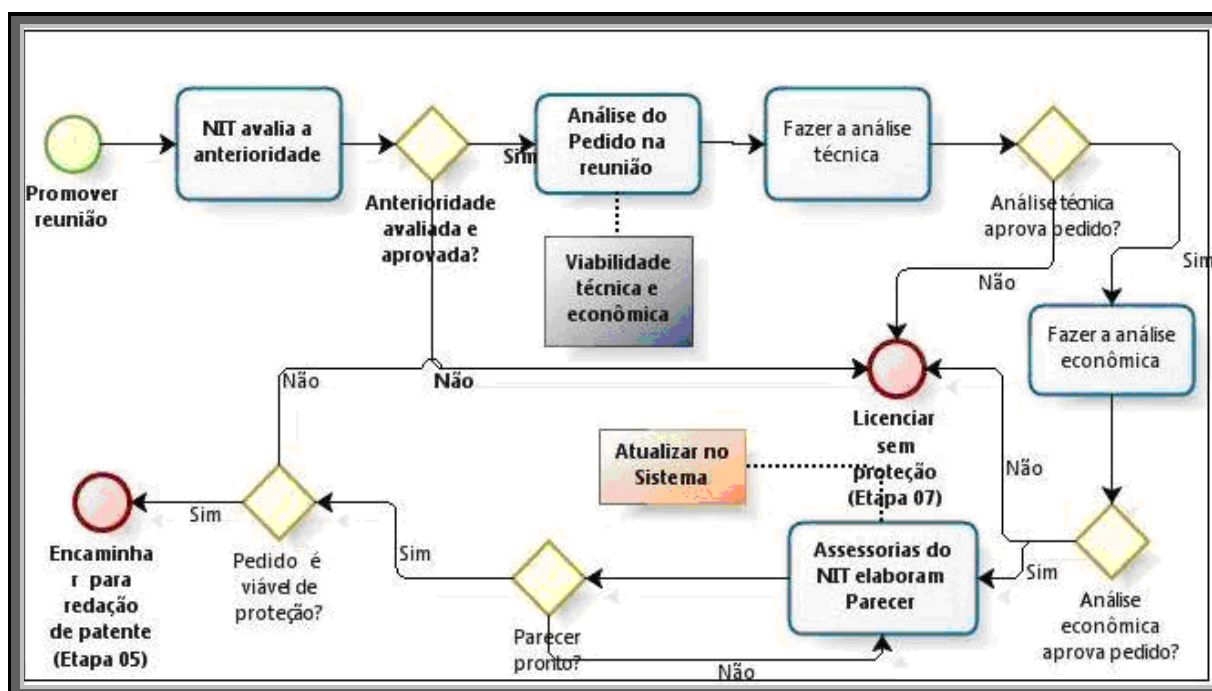 Promover
reunião
NIT avalia a
anterioridade
Anterioridade
avaliada e
aprovada?
Sim
Não
Análise do
Pedido na
reunião
Viabilidade
técnica e
econômica
Fazer a análise
técnica
Análise técnica
aprova pedido?
Não
Sim
Fazer a análise
econômica
Licenciar
sem
proteção
(Etapa 07)
Não
Análise
econômica
aprova pedido?
Sim
Atualizar no
Sistema
Assessorias do
NIT elaboram
Parecer
Parecer
pronto?
Não
Sim
Pedido é
viável de
proteção?
Não
Sim
Encaminha
r para
redação
de patente
(Etapa 05)